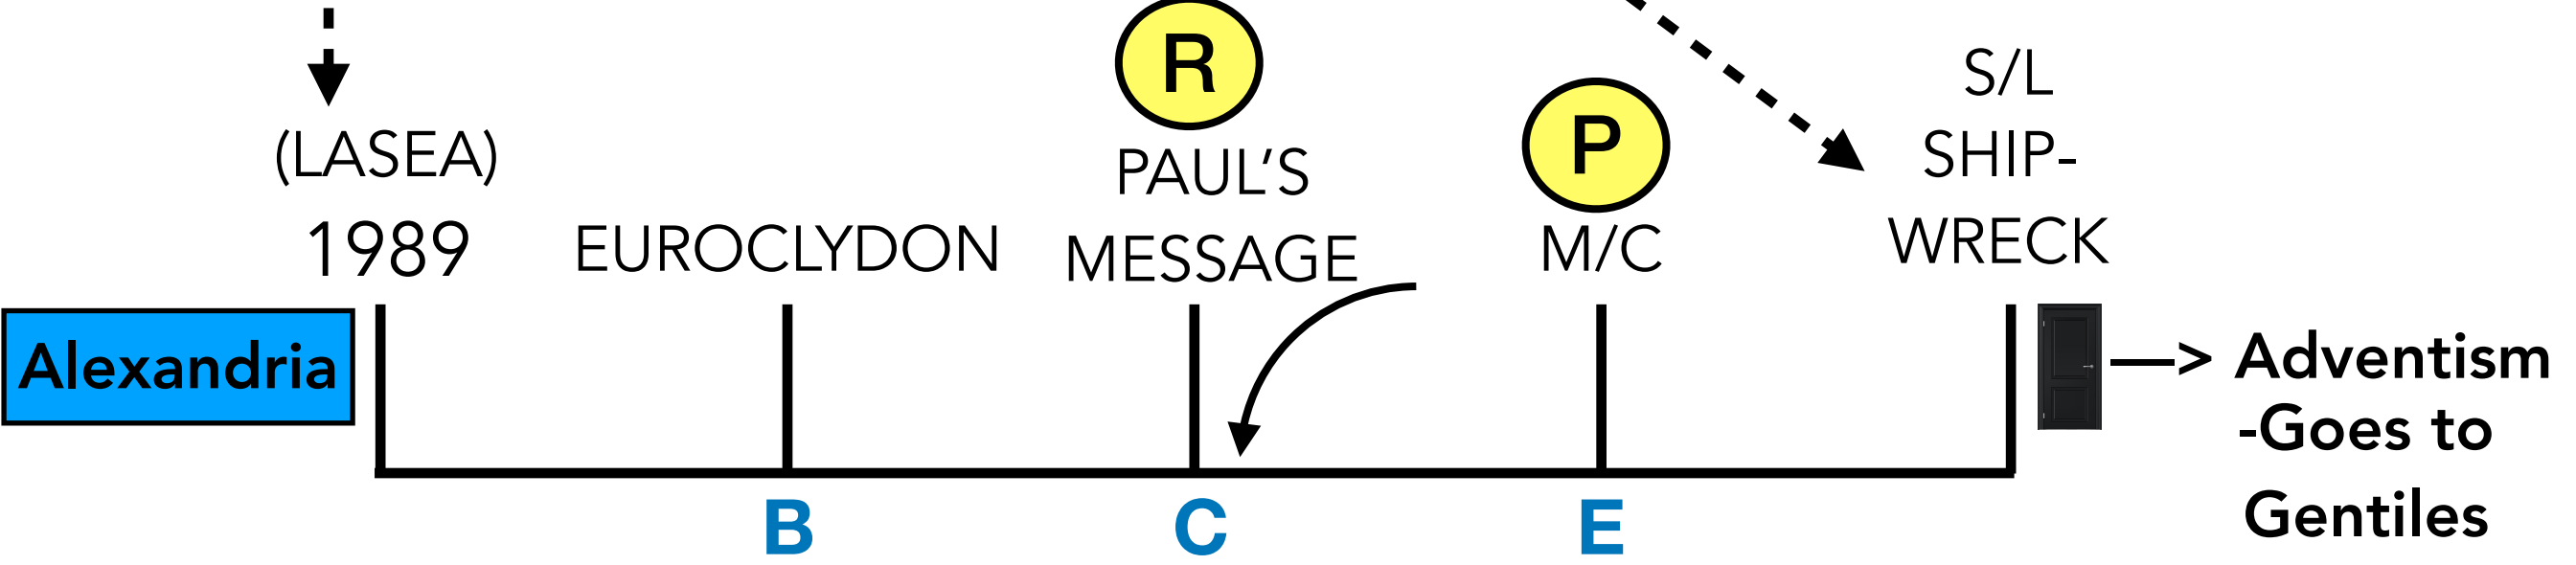 (LASEA)
1989
Alexandria
EUROCLYDON
B
R
PAUL'S
MESSAGE
C
P
M/C
E
S/L
SHIP-
WRECK
—> Adventism
-Goes to
Gentiles